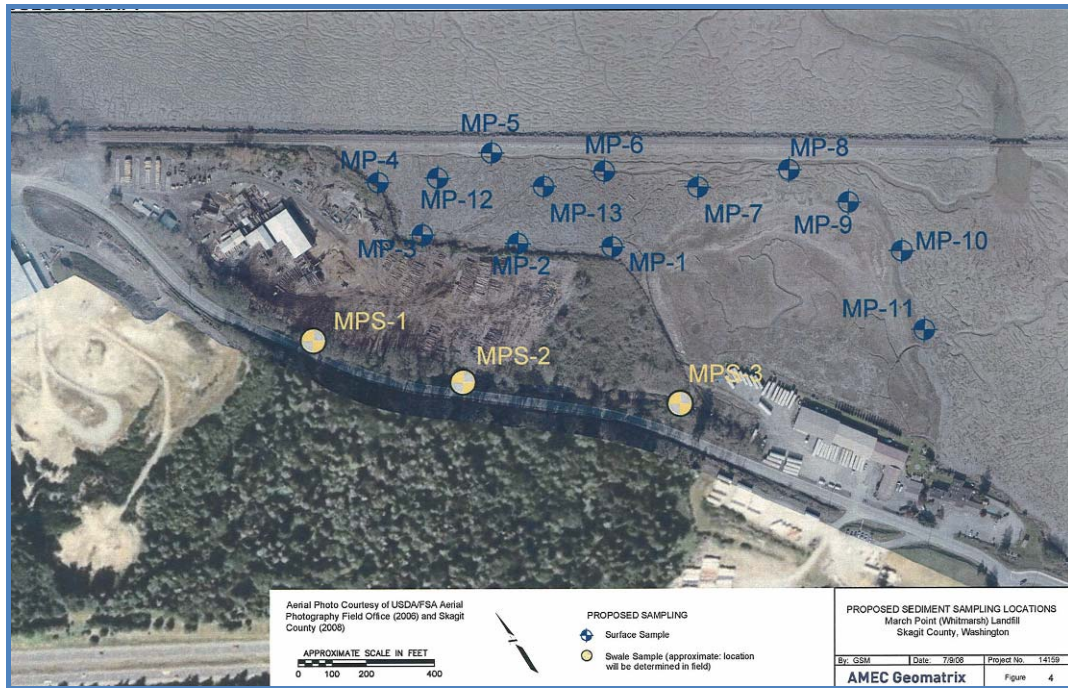 MP-5
MP-6
MP-8
MP-4
MP-12
MP-13
MP-7
MP-9
MP-3
MP-2
MP-1
MP-10
MP-11
MPS-1
MPS-2
MPS-3
Aerial Photo Courtesy of USDA/FSA Aerial
Photography Field Office (2006) and Skagit
County (2008)
APPROXIMATE SCALE IN FEET
0 100 200 400
PROPOSED SAMPLING
Surface Sample
Swale Sample (approximate: location
will be determined in field)
PROPOSED SEDIMENT SAMPLING LOCATIONS
March Point (Whitmarsh) Landfill
Skagit County, Washington
By: GSM Date: 7/9/08 Project No. 14159
AMEC Geomatrix Figure 4